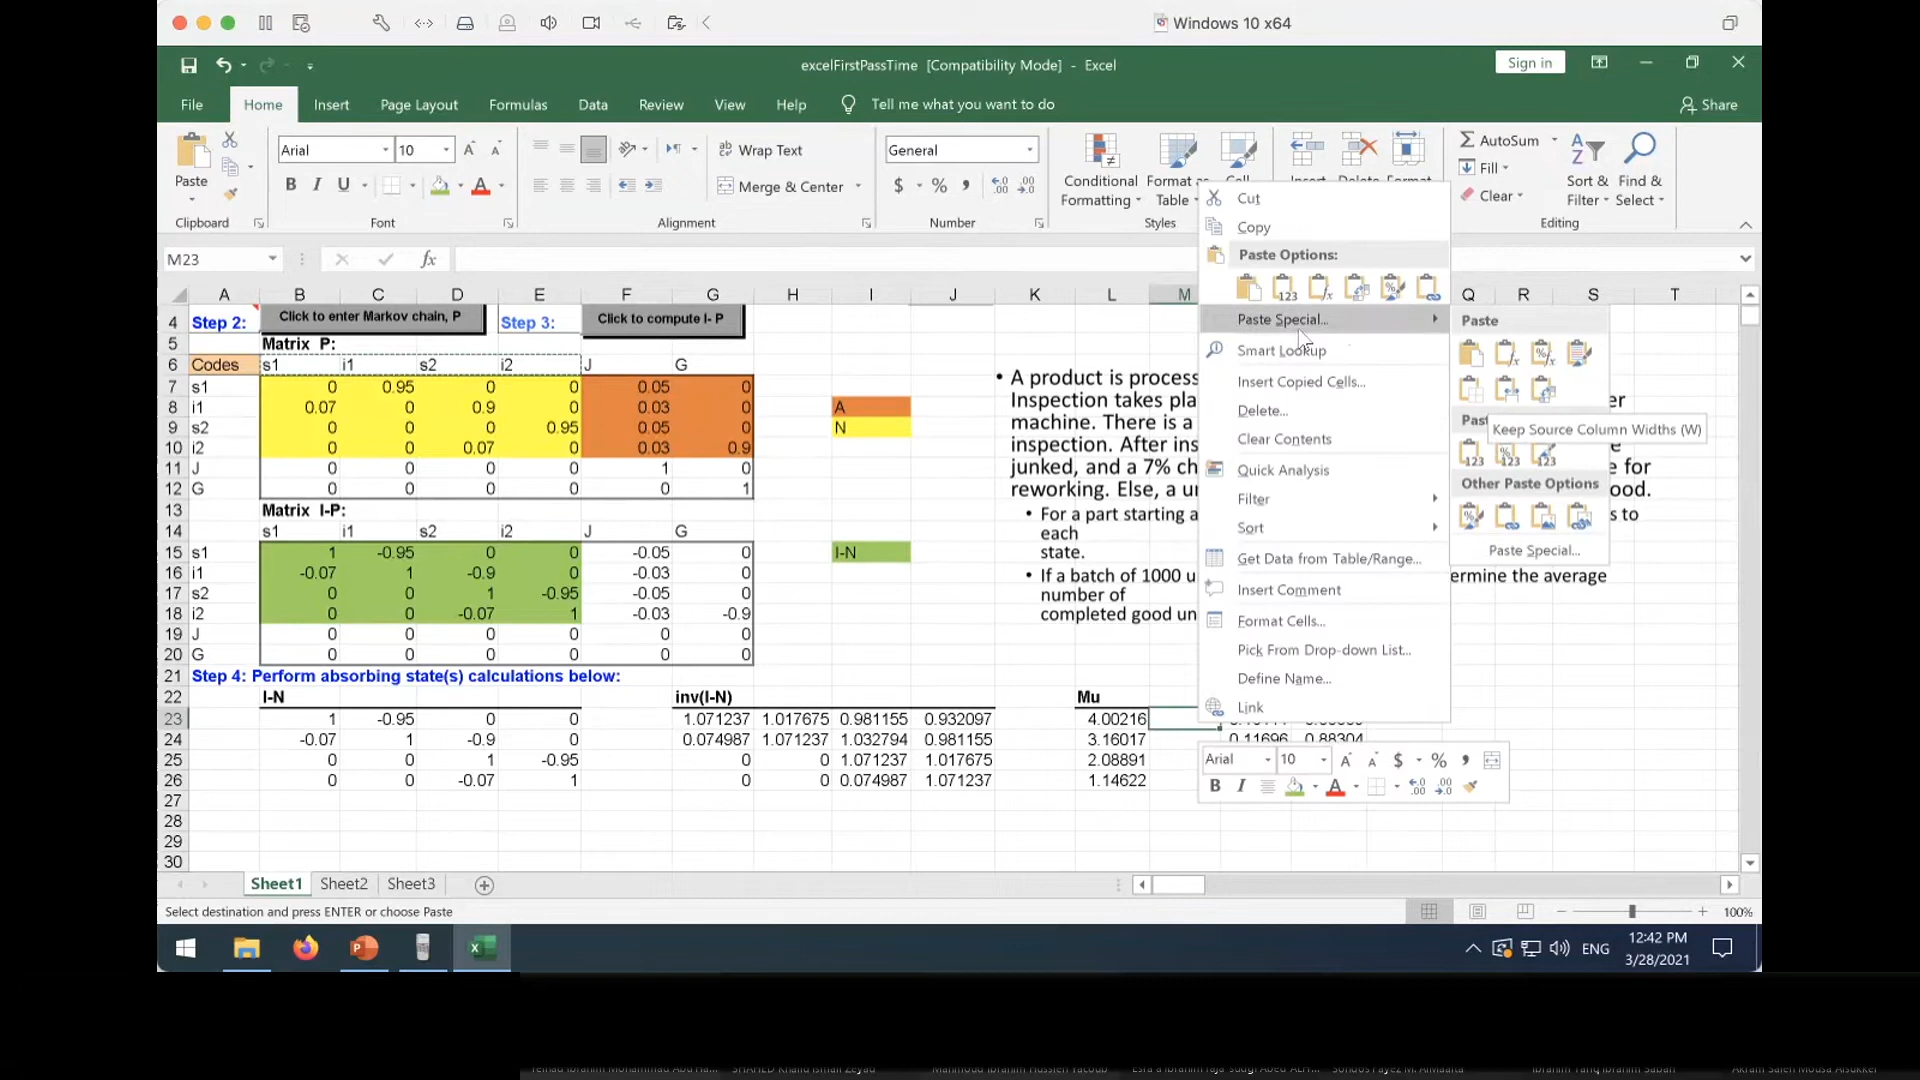 Windows 10 x64
excelFirstPassTime [Compatibility Mode] - Excel
Sign in
File Home Insert Page Layout Formulas Data Review View Help Tell me what you want to do Share
Paste
Arial 10
Wrap Text
Merge & Center
General
Conditional Formatting
Format as Table
AutoSum
Fill
Clear
Sort & Filter
Find & Select
Clipboard Font Alignment Number Styles Editing
M23
fx
A B C D E F G H I J K L M Q R S T
4 Step 2: Click to enter Markov chain, P Step 3: Click to compute I- P
5 Matrix P:
6 Codes s1 i1 s2 i2 J G
7 s1 0 0.95 0 0 0.05 0
8 i1 0.07 0 0.9 0 0.03 0 A
9 s2 0 0 0 0.95 0.05 0 N
10 i2 0 0 0.07 0 0.03 0.9
11 J 0 0 0 0 1 0
12 G 0 0 0 0 0 1
13 Matrix I-P:
14 s1 i1 s2 i2 J G
15 s1 1 -0.95 0 0 -0.05 0 I-N
16 i1 -0.07 1 -0.9 0 -0.03 0
17 s2 0 0 1 -0.95 -0.05 0
18 i2 0 0 -0.07 1 -0.03 -0.9
19 J 0 0 0 0 0 0
20 G 0 0 0 0 0 0
21 Step 4: Perform absorbing state(s) calculations below:
22 I-N inv(I-N) Mu
23 1 -0.95 0 0 1.071237 1.017675 0.981155 0.932097 4.00216
24 -0.07 1 -0.9 0 0.074987 1.071237 1.032794 0.981155 3.16017 0.11696 0.88304
25 0 0 1 -0.95 0 0 1.071237 1.017675 2.08891
26 0 0 -0.07 1 0 0 0.074987 1.071237 1.14622
27
28
29
30
• A product is process
Inspection takes pla
machine. There is a
inspection. After ins
junked, and a 7% ch
reworking. Else, a u
• For a part starting a
each
state.
• If a batch of 1000 u
number of
completed good un
er
e
e for
ood.
s to
ermine the average
Cut
Copy
Paste Options:
Paste Special...
Smart Lookup
Insert Copied Cells...
Delete...
Clear Contents
Quick Analysis
Filter
Sort
Get Data from Table/Range...
Insert Comment
Format Cells...
Pick From Drop-down List...
Define Name...
Link
Paste
Keep Source Column Widths (W)
Other Paste Options
Paste Special...
Arial 10
Sheet1 Sheet2 Sheet3
Select destination and press ENTER or choose Paste
100%
ENG
12:42 PM
3/28/2021